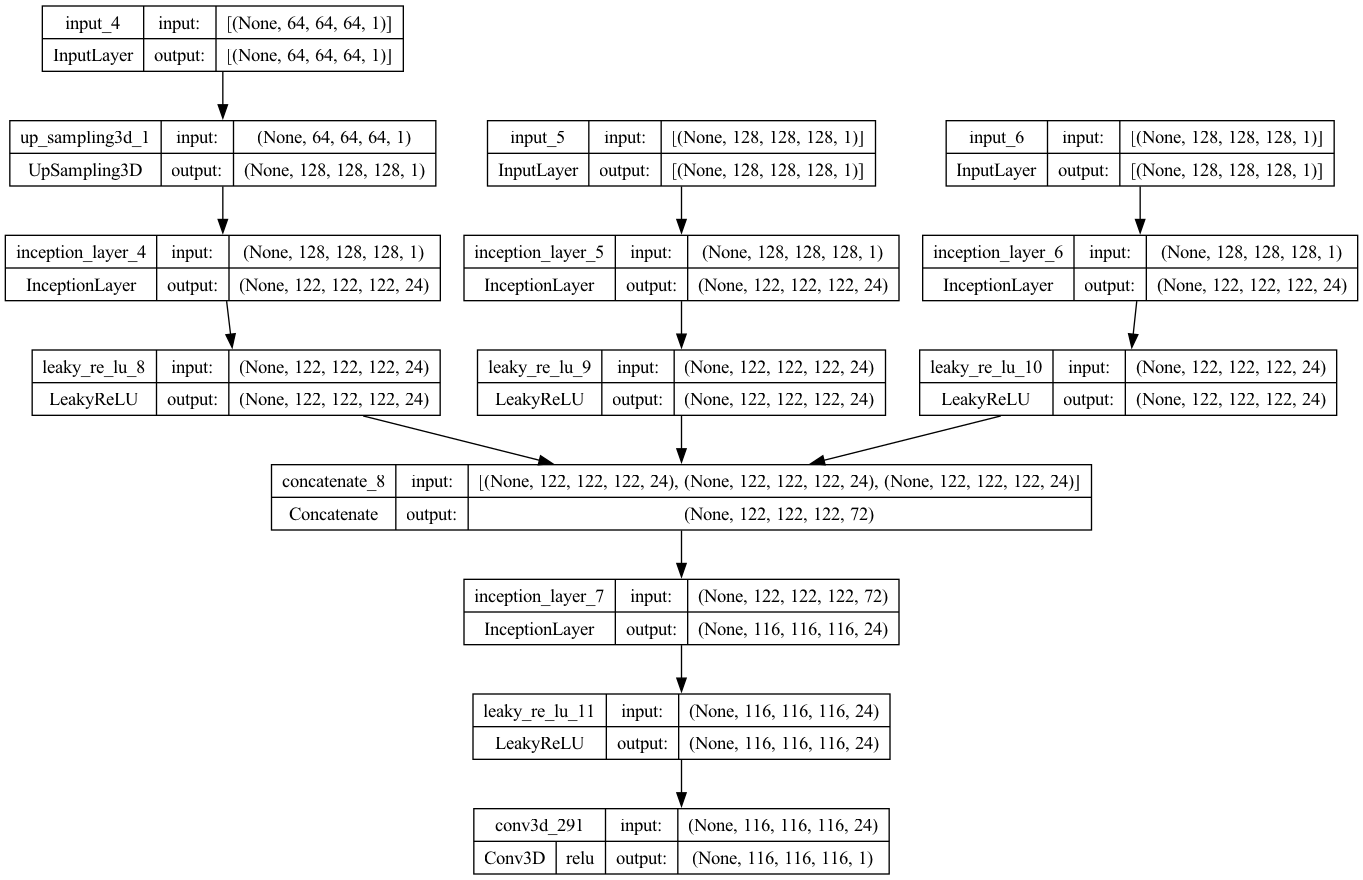 input_4 input: [(None, 64, 64, 64, 1)]
InputLayer output: [(None, 64, 64, 64, 1)]
up_sampling3d_1 input: (None, 64, 64, 64, 1)
UpSampling3D output: (None, 128, 128, 128, 1)
input_5 input: [(None, 128, 128, 128, 1)]
InputLayer output: [(None, 128, 128, 128, 1)]
input_6 input: [(None, 128, 128, 128, 1)]
InputLayer output: [(None, 128, 128, 128, 1)]
inception_layer_4 input: (None, 128, 128, 128, 1)
InceptionLayer output: (None, 122, 122, 122, 24)
inception_layer_5 input: (None, 128, 128, 128, 1)
InceptionLayer output: (None, 122, 122, 122, 24)
inception_layer_6 input: (None, 128, 128, 128, 1)
InceptionLayer output: (None, 122, 122, 122, 24)
leaky_re_lu_8 input: (None, 122, 122, 122, 24)
LeakyReLU output: (None, 122, 122, 122, 24)
leaky_re_lu_9 input: (None, 122, 122, 122, 24)
LeakyReLU output: (None, 122, 122, 122, 24)
leaky_re_lu_10 input: (None, 122, 122, 122, 24)
LeakyReLU output: (None, 122, 122, 122, 24)
concatenate_8 input: [(None, 122, 122, 122, 24), (None, 122, 122, 122, 24), (None, 122, 122, 122, 24)]
Concatenate output: (None, 122, 122, 122, 72)
inception_layer_7 input: (None, 122, 122, 122, 72)
InceptionLayer output: (None, 116, 116, 116, 24)
leaky_re_lu_11 input: (None, 116, 116, 116, 24)
LeakyReLU output: (None, 116, 116, 116, 24)
conv3d_291 input: (None, 116, 116, 116, 24)
Conv3D relu output: (None, 116, 116, 116, 1)